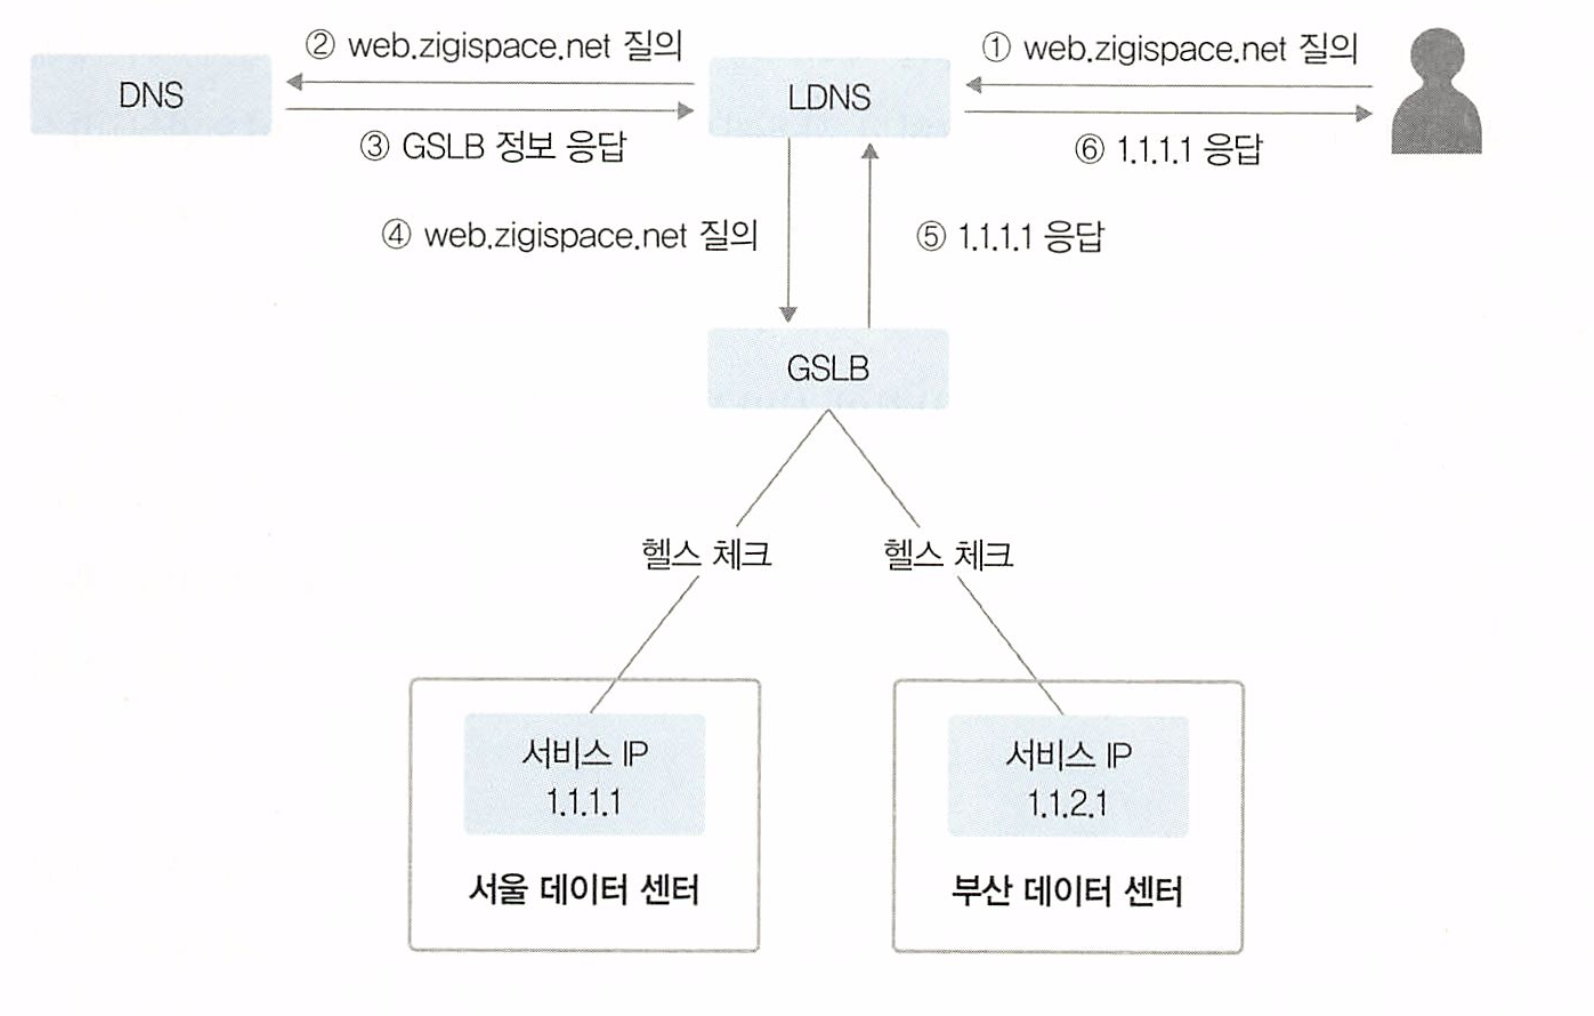 ② web.zigispace.net 질의
① web.zigispace.net 질의
DNS
LDNS
③ GSLB 정보 응답
⑥ 1.1.1.1 응답
④ web.zigispace.net 질의
⑤ 1.1.1.1 응답
GSLB
헬스 체크
헬스 체크
서비스 IP
1.1.1.1
서울 데이터 센터
서비스 IP
1.1.2.1
부산 데이터 센터